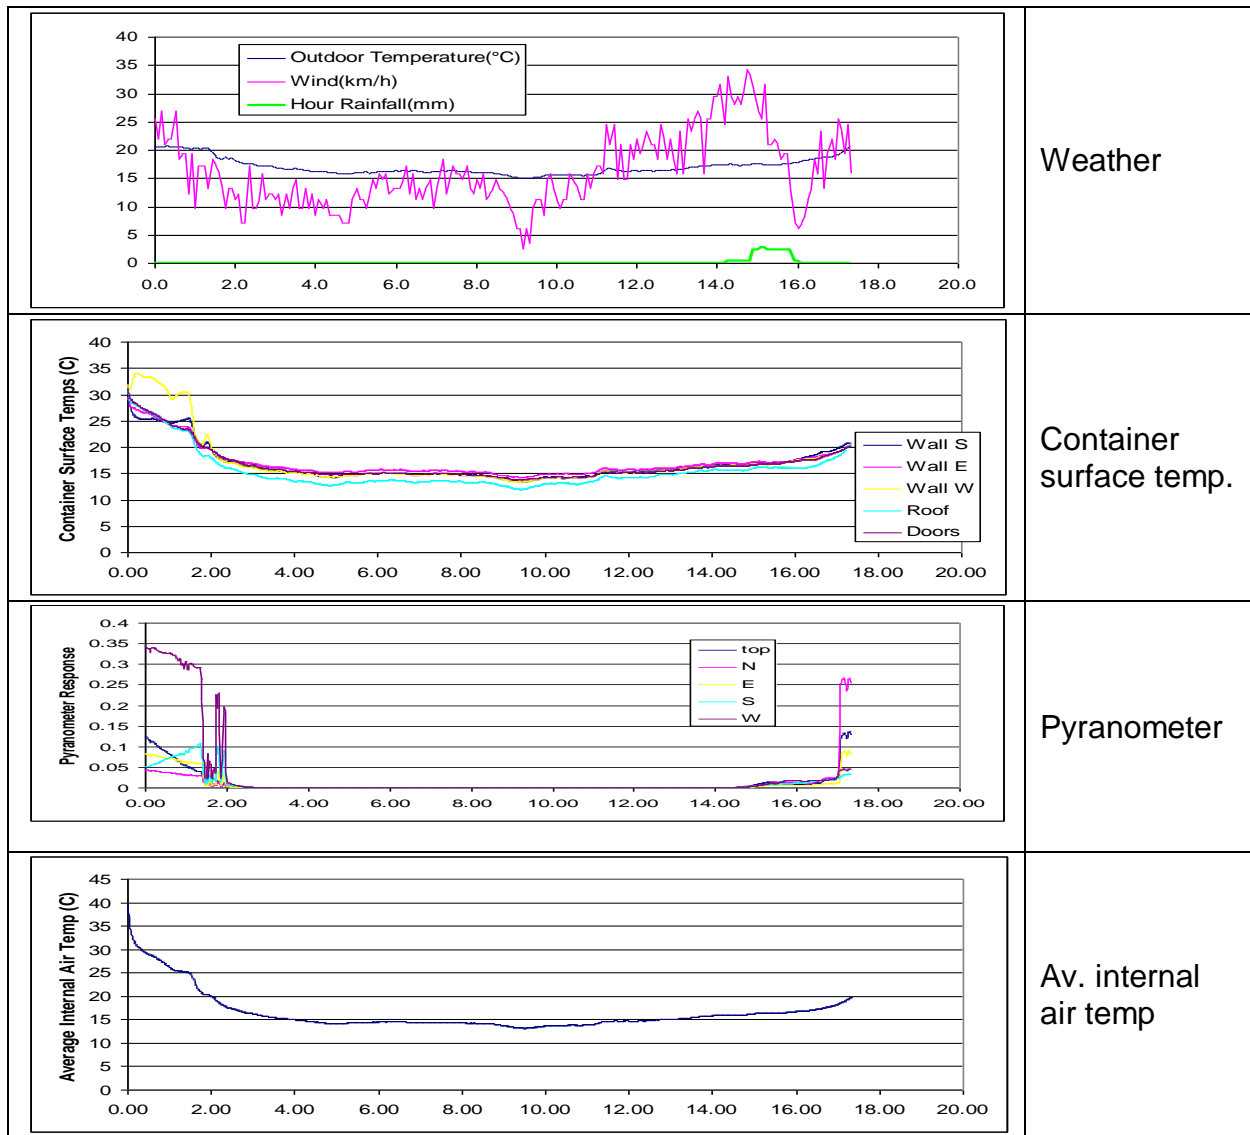 40
35
30
25
20
15
10
5
0
Outdoor Temperature(°C)
Wind(km/h)
Hour Rainfall(mm)
0.0 2.0 4.0 6.0 8.0 10.0 12.0 14.0 16.0 18.0 20.0
Weather
Container Surface Temps (C)
40
35
30
25
20
15
10
5
0
Wall S
Wall E
Wall W
Roof
Doors
0.00 2.00 4.00 6.00 8.00 10.00 12.00 14.00 16.00 18.00 20.00
Container
surface temp.
Pyranometer Response
0.4
0.35
0.3
0.25
0.2
0.15
0.1
0.05
0
top
N
E
S
W
0.00 2.00 4.00 6.00 8.00 10.00 12.00 14.00 16.00 18.00 20.00
Pyranometer
Average Internal Air Temp (C)
45
40
35
30
25
20
15
10
5
0
0.00 2.00 4.00 6.00 8.00 10.00 12.00 14.00 16.00 18.00 20.00
Av. internal
air temp